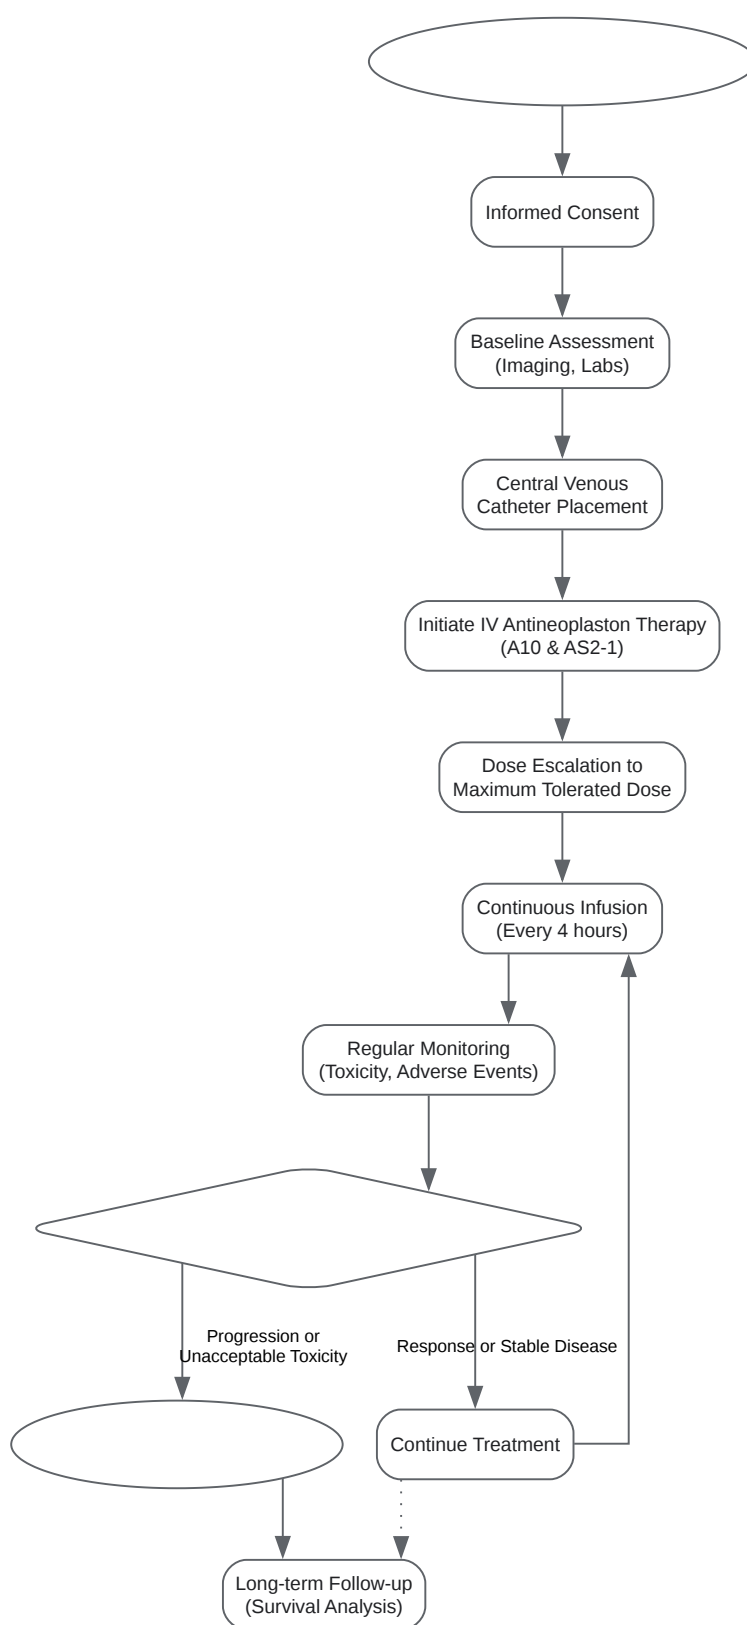 Informed Consent
Baseline Assessment
(Imaging, Labs)
Central Venous
Catheter Placement
Initiate IV Antineoplaston Therapy
(A10 & AS2-1)
Dose Escalation to
Maximum Tolerated Dose
Continuous Infusion
(Every 4 hours)
Regular Monitoring
(Toxicity, Adverse Events)
Progression or
Unacceptable Toxicity
Response or Stable Disease
Continue Treatment
Long-term Follow-up
(Survival Analysis)